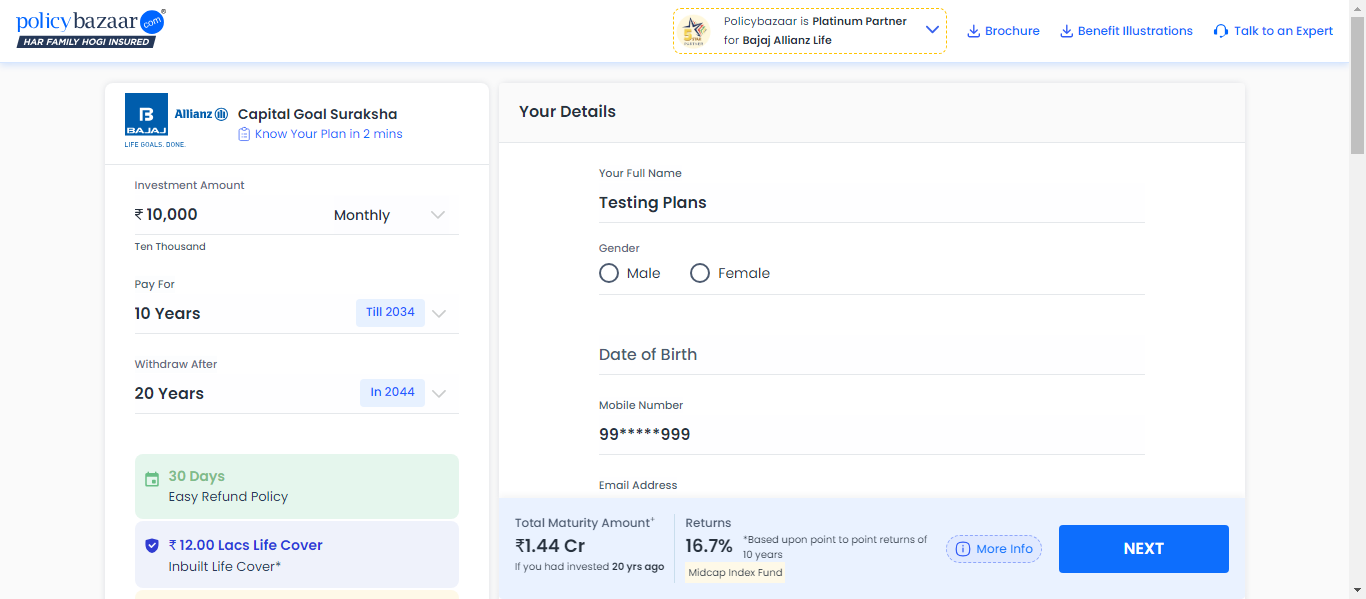 policybazaar.com
HAR FAMILY HOGI INSURED
Policybazaar is Platinum Partner
for Bajaj Allianz Life
Brochure
Benefit Illustrations
Talk to an Expert
B
BAJAJ
Allianz
LIFE GOALS. DONE.
Capital Goal Suraksha
Know Your Plan in 2 mins
Investment Amount
₹ 10,000
Monthly
Ten Thousand
Pay For
10 Years
Till 2034
Withdraw After
20 Years
In 2044
30 Days
Easy Refund Policy
₹ 12.00 Lacs Life Cover
Inbuilt Life Cover*
Your Details
Your Full Name
Testing Plans
Gender
Male
Female
Date of Birth
Mobile Number
99*****999
Email Address
Total Maturity Amount+
₹1.44 Cr
If you had invested 20 yrs ago
Returns
16.7%
*Based upon point to point returns of
10 years
Midcap Index Fund
More Info
NEXT